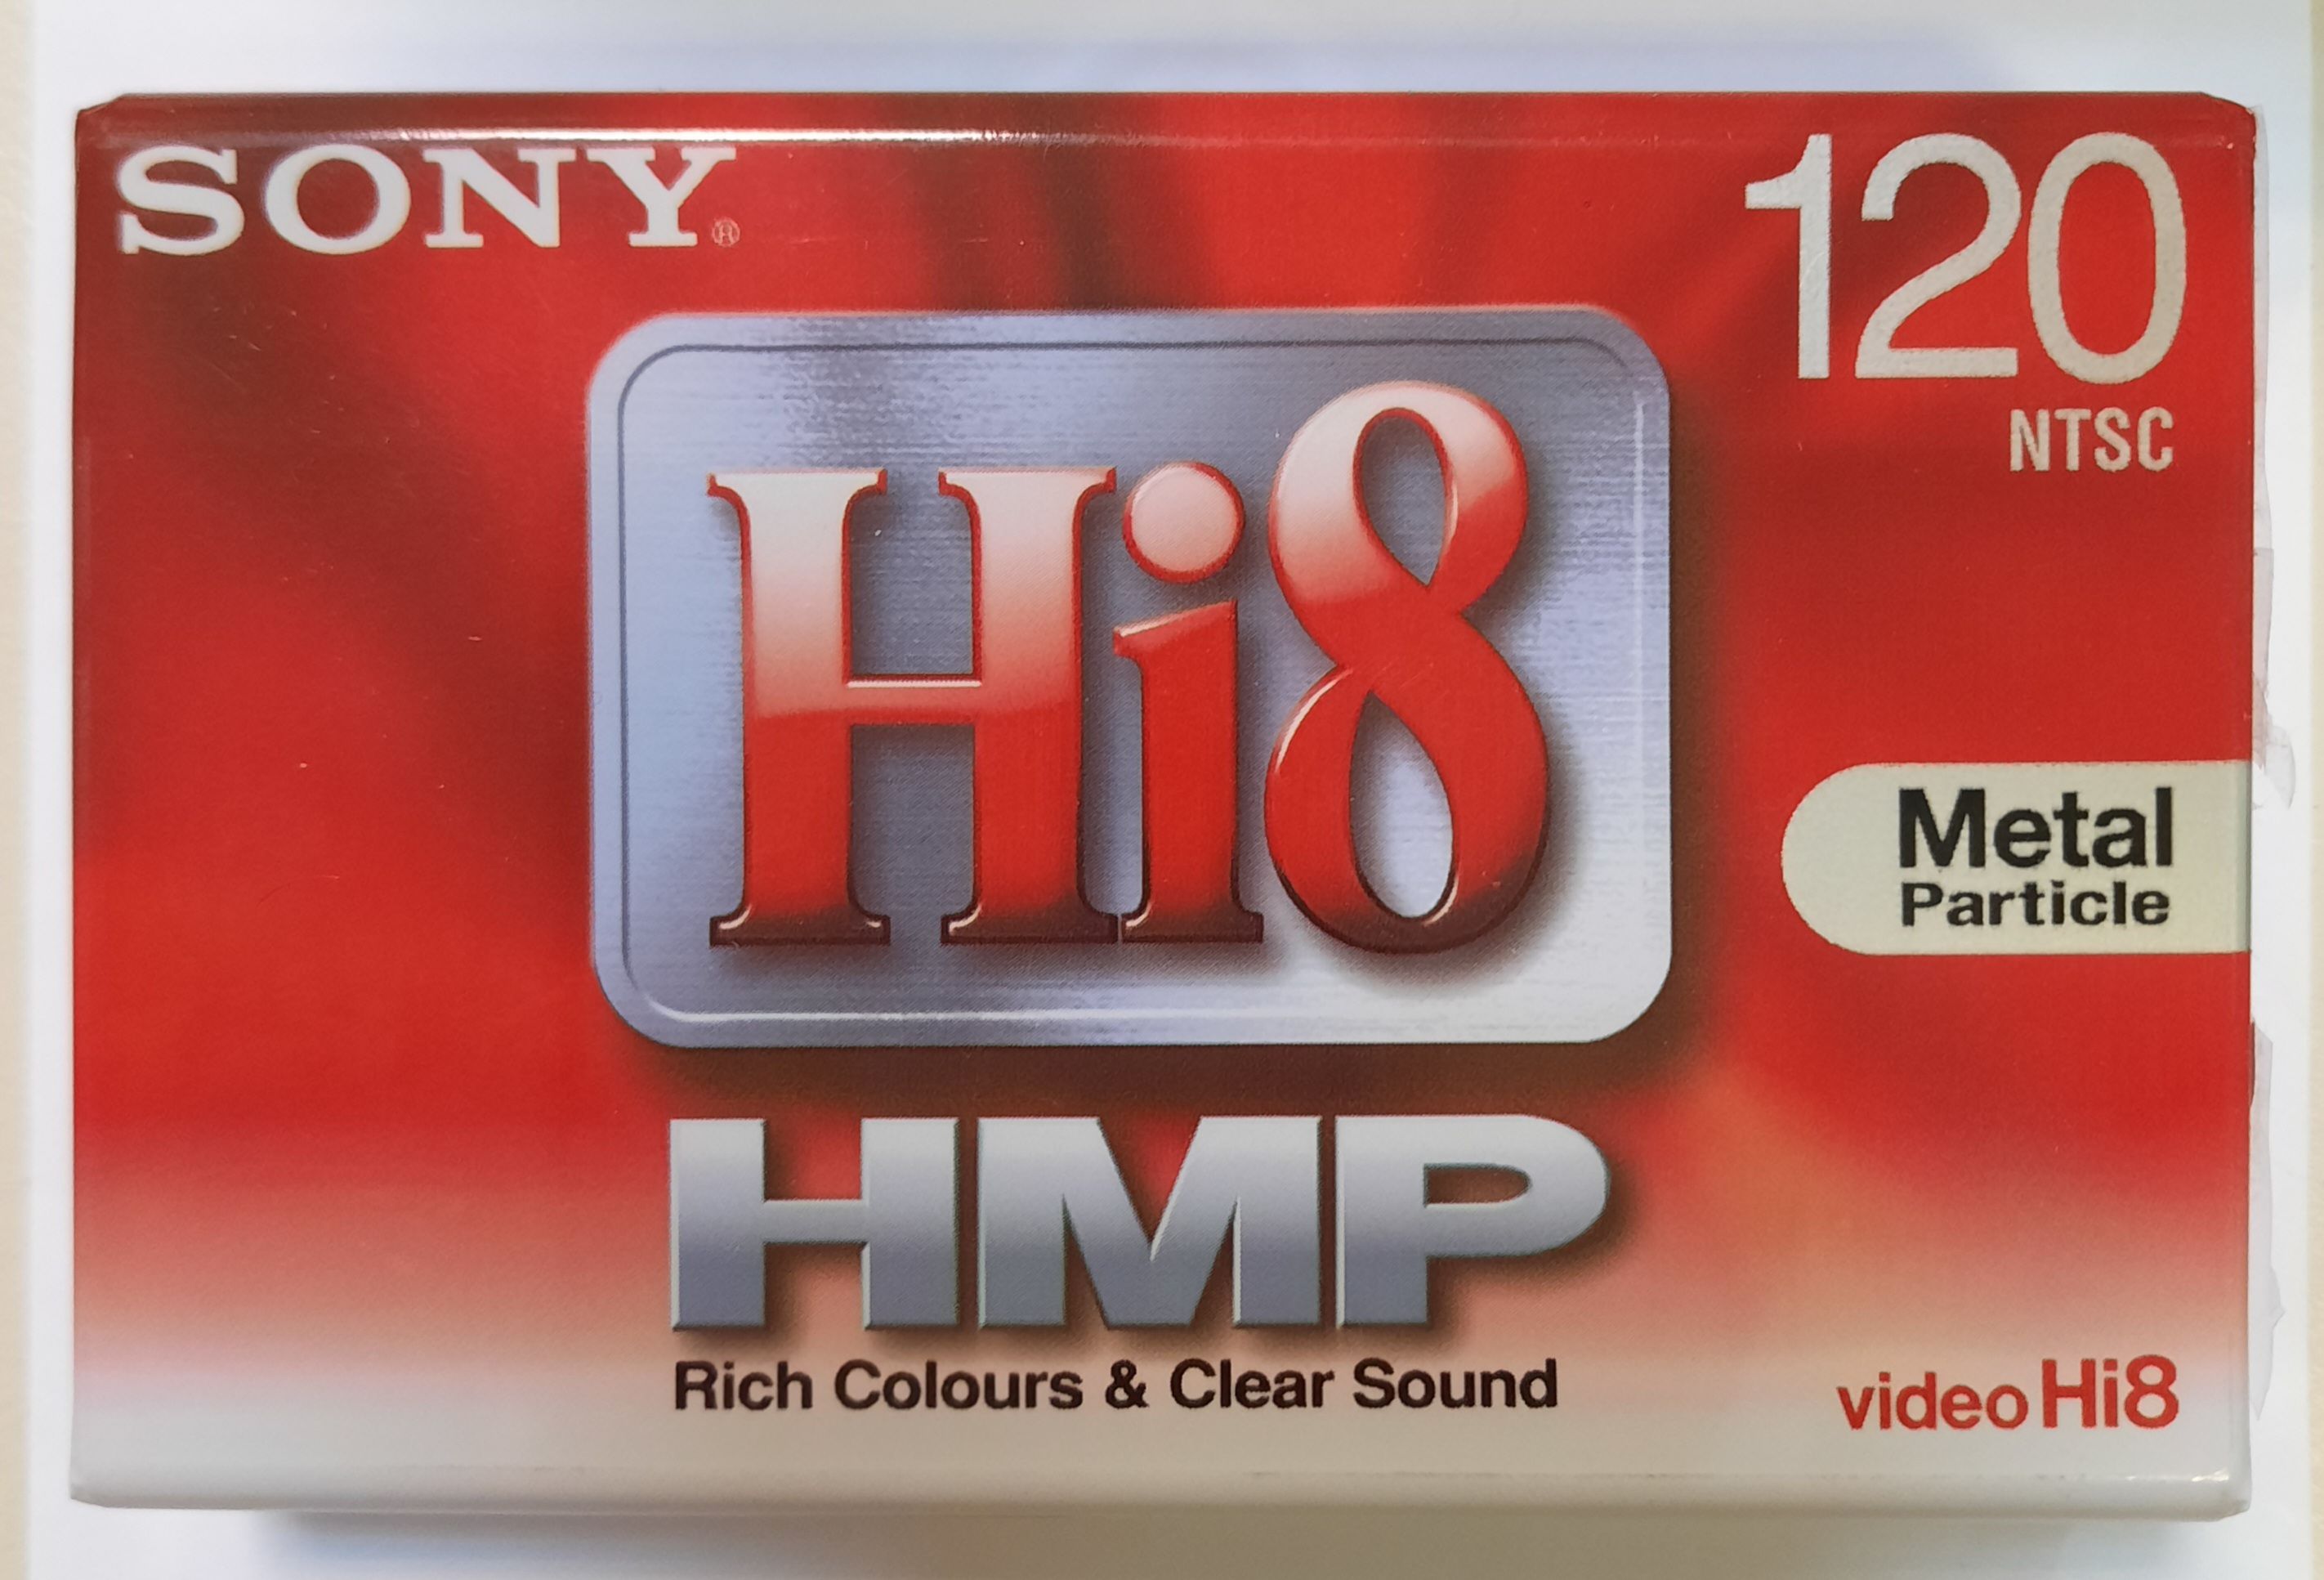 SONY®
120
NTSC
Hi8
Metal
Particle
HMP
Rich Colours & Clear Sound
video Hi8